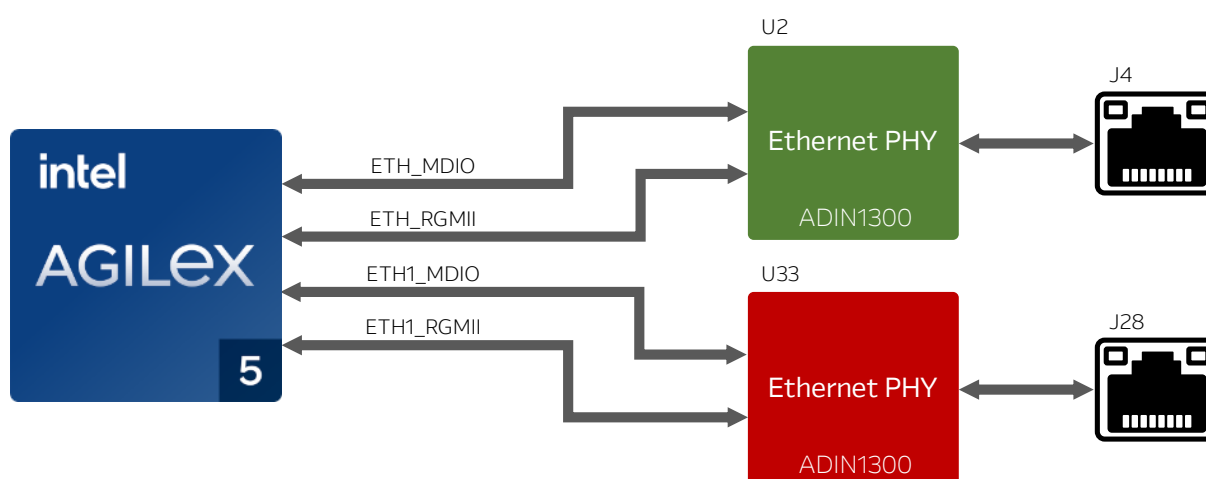 U2
J4
intel
AGILEX
5
ETH_MDIO
ETH_RGMII
ETH1_MDIO
ETH1_RGMII
Ethernet PHY
ADIN1300
U33
J28
Ethernet PHY
ADIN1300